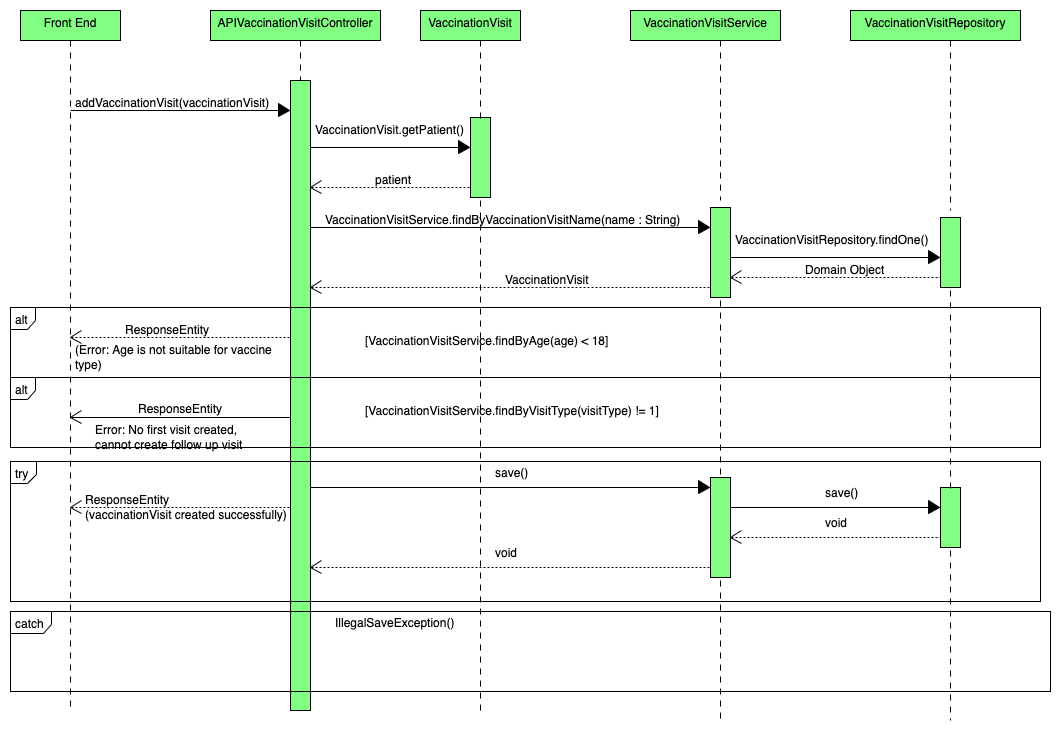 Front End
APIVaccinationVisitController
VaccinationVisit
VaccinationVisitService
VaccinationVisitRepository
addVaccinationVisit(vaccinationVisit)
VaccinationVisit.getPatient()
patient
VaccinationVisitService.findByVaccinationVisitName(name : String)
VaccinationVisitRepository.findOne()
Domain Object
VaccinationVisit
alt
ResponseEntity
[VaccinationVisitService.findByAge(age) < 18]
(Error: Age is not suitable for vaccine
type)
alt
ResponseEntity
[VaccinationVisitService.findByVisitType(visitType) != 1]
Error: No first visit created,
cannot create follow up visit
try
save()
save()
ResponseEntity
(vaccinationVisit created successfully)
void
void
catch
IllegalSaveException()